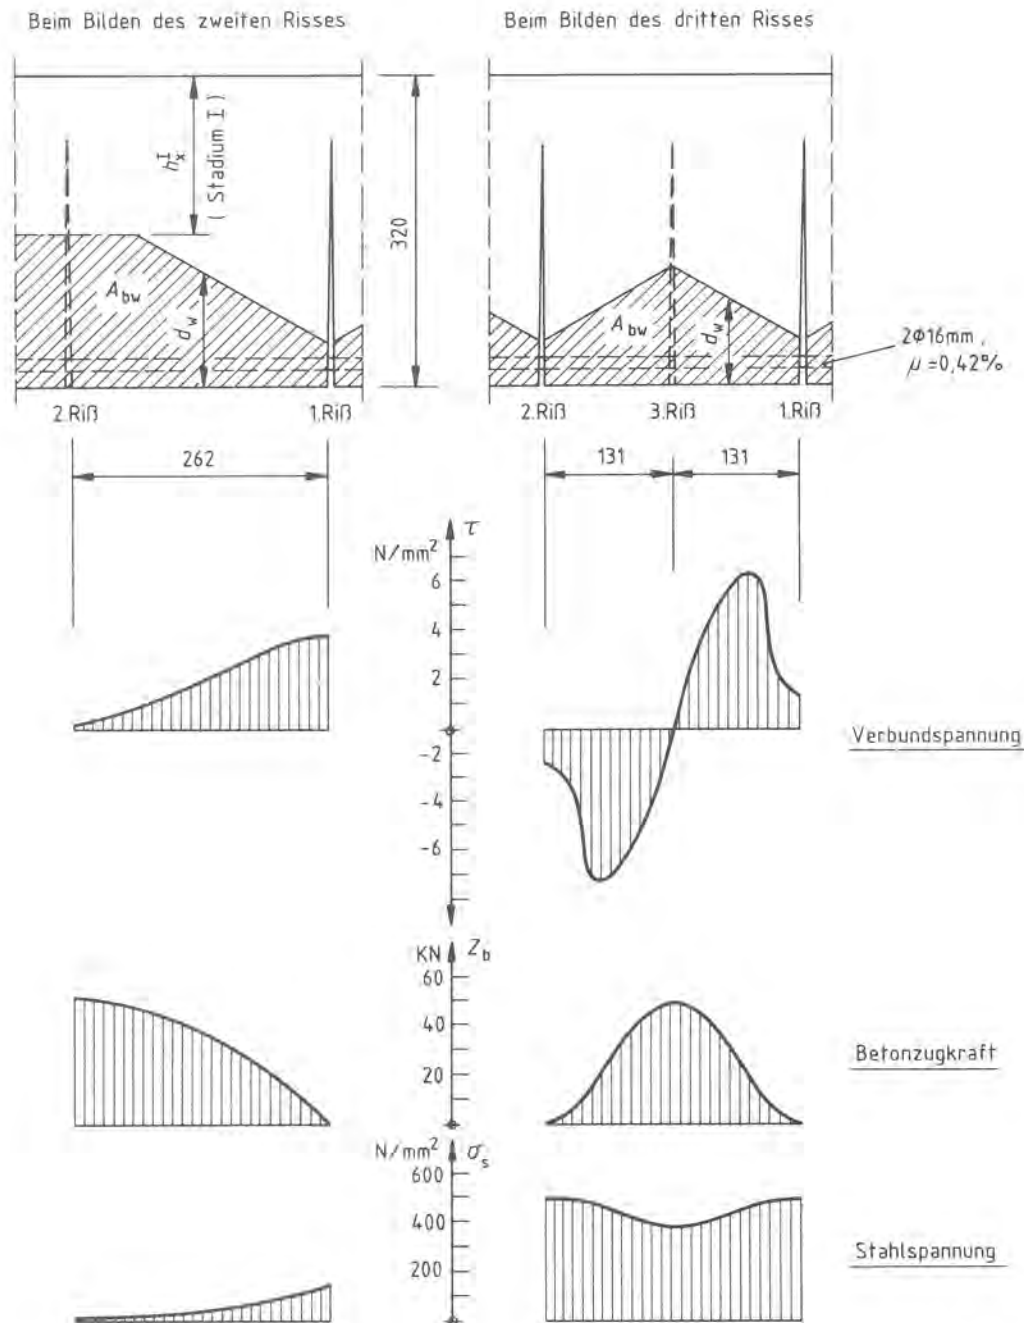 Beim Bilden des zweiten Risses
Beim Bilden des dritten Risses
h_x^I
( Stadium I )
320
A_bw
d_w
A_bw
d_w
2Φ16mm,
μ=0,42%
2.Riß
1.Riß
2.Riß
3.Riß
1.Riß
262
131
131
τ
N/mm²
6
4
2
-2
-4
-6
Verbundspannung
KN Z_b
60
40
20
Betonzugkraft
N/mm² σ_s
600
400
200
Stahlspannung